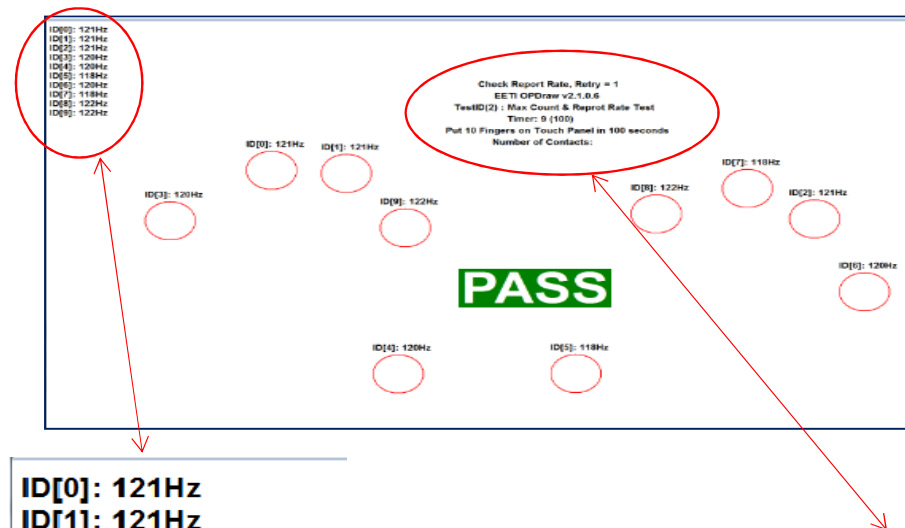 ID[0]: 121Hz
ID[1]: 121Hz
ID[2]: 121Hz
ID[3]: 120Hz
ID[4]: 120Hz
ID[5]: 118Hz
ID[6]: 120Hz
ID[7]: 118Hz
ID[8]: 122Hz
ID[9]: 122Hz
Check Report Rate, Retry = 1
EETI OPDraw v2.1.0.6
TestID(2) : Max Count & Reprot Rate Test
Timer: 9 (100)
Put 10 Fingers on Touch Panel in 100 seconds
Number of Contacts:
ID[0]: 121Hz
ID[1]: 121Hz
ID[7]: 118Hz
ID[3]: 120Hz
ID[9]: 122Hz
ID[8]: 122Hz
ID[2]: 121Hz
ID[6]: 120Hz
PASS
ID[4]: 120Hz
ID[5]: 118Hz
ID[0]: 121Hz
ID[1]: 121Hz